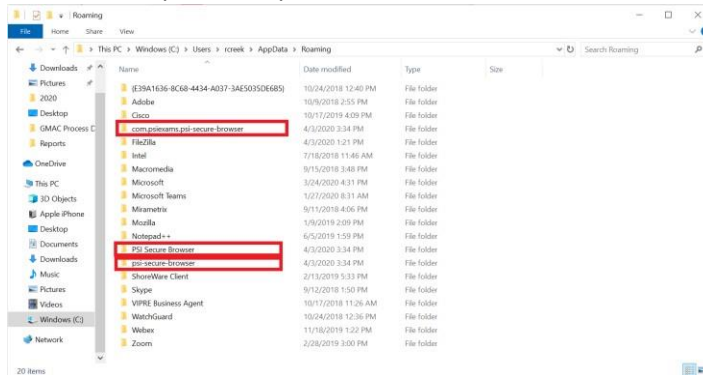 Roaming
File Home Share View
This PC > Windows (C:) > Users > rcreek > AppData > Roaming
Search Roaming
Name Date modified Type Size
Downloads
Pictures
2020
Desktop
GMAC Process D
Reports
OneDrive
This PC
3D Objects
Apple iPhone
Desktop
Documents
Downloads
Music
Pictures
Videos
Windows (C:)
Network
{E39A1636-8C68-4434-A037-3AE5035DE6B5} 10/24/2018 12:40 PM File folder
Adobe 10/9/2018 2:55 PM File folder
Cisco 10/17/2019 4:09 PM File folder
com.psiexams.psi-secure-browser 4/3/2020 3:34 PM File folder
FileZilla 4/3/2020 1:21 PM File folder
Intel 7/18/2018 11:46 AM File folder
Macromedia 9/15/2018 3:48 PM File folder
Microsoft 3/24/2020 4:31 PM File folder
Microsoft Teams 1/27/2020 8:31 AM File folder
Mirametrix 9/11/2018 4:06 PM File folder
Mozilla 1/9/2019 2:09 PM File folder
Notepad++ 6/5/2019 1:59 PM File folder
PSI Secure Browser 4/3/2020 3:34 PM File folder
psi-secure-browser 4/3/2020 3:34 PM File folder
ShoreWare Client 2/13/2019 5:33 PM File folder
Skype 9/12/2018 1:50 PM File folder
VIPRE Business Agent 10/17/2018 11:26 AM File folder
WatchGuard 10/24/2018 12:36 PM File folder
Webex 11/18/2019 1:22 PM File folder
Zoom 2/28/2019 3:00 PM File folder
20 items